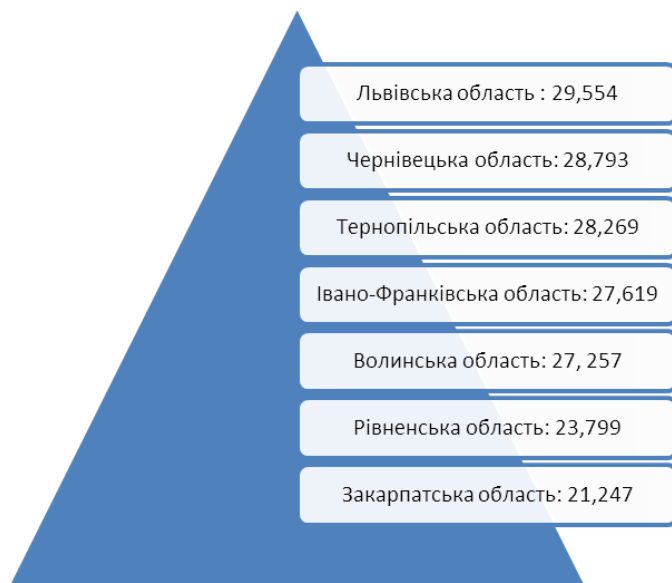 Львівська область : 29,554
Чернівецька область: 28,793
Тернопільська область: 28,269
Івано-Франківська область: 27,619
Волинська область: 27, 257
Рівненська область: 23,799
Закарпатська область: 21,247